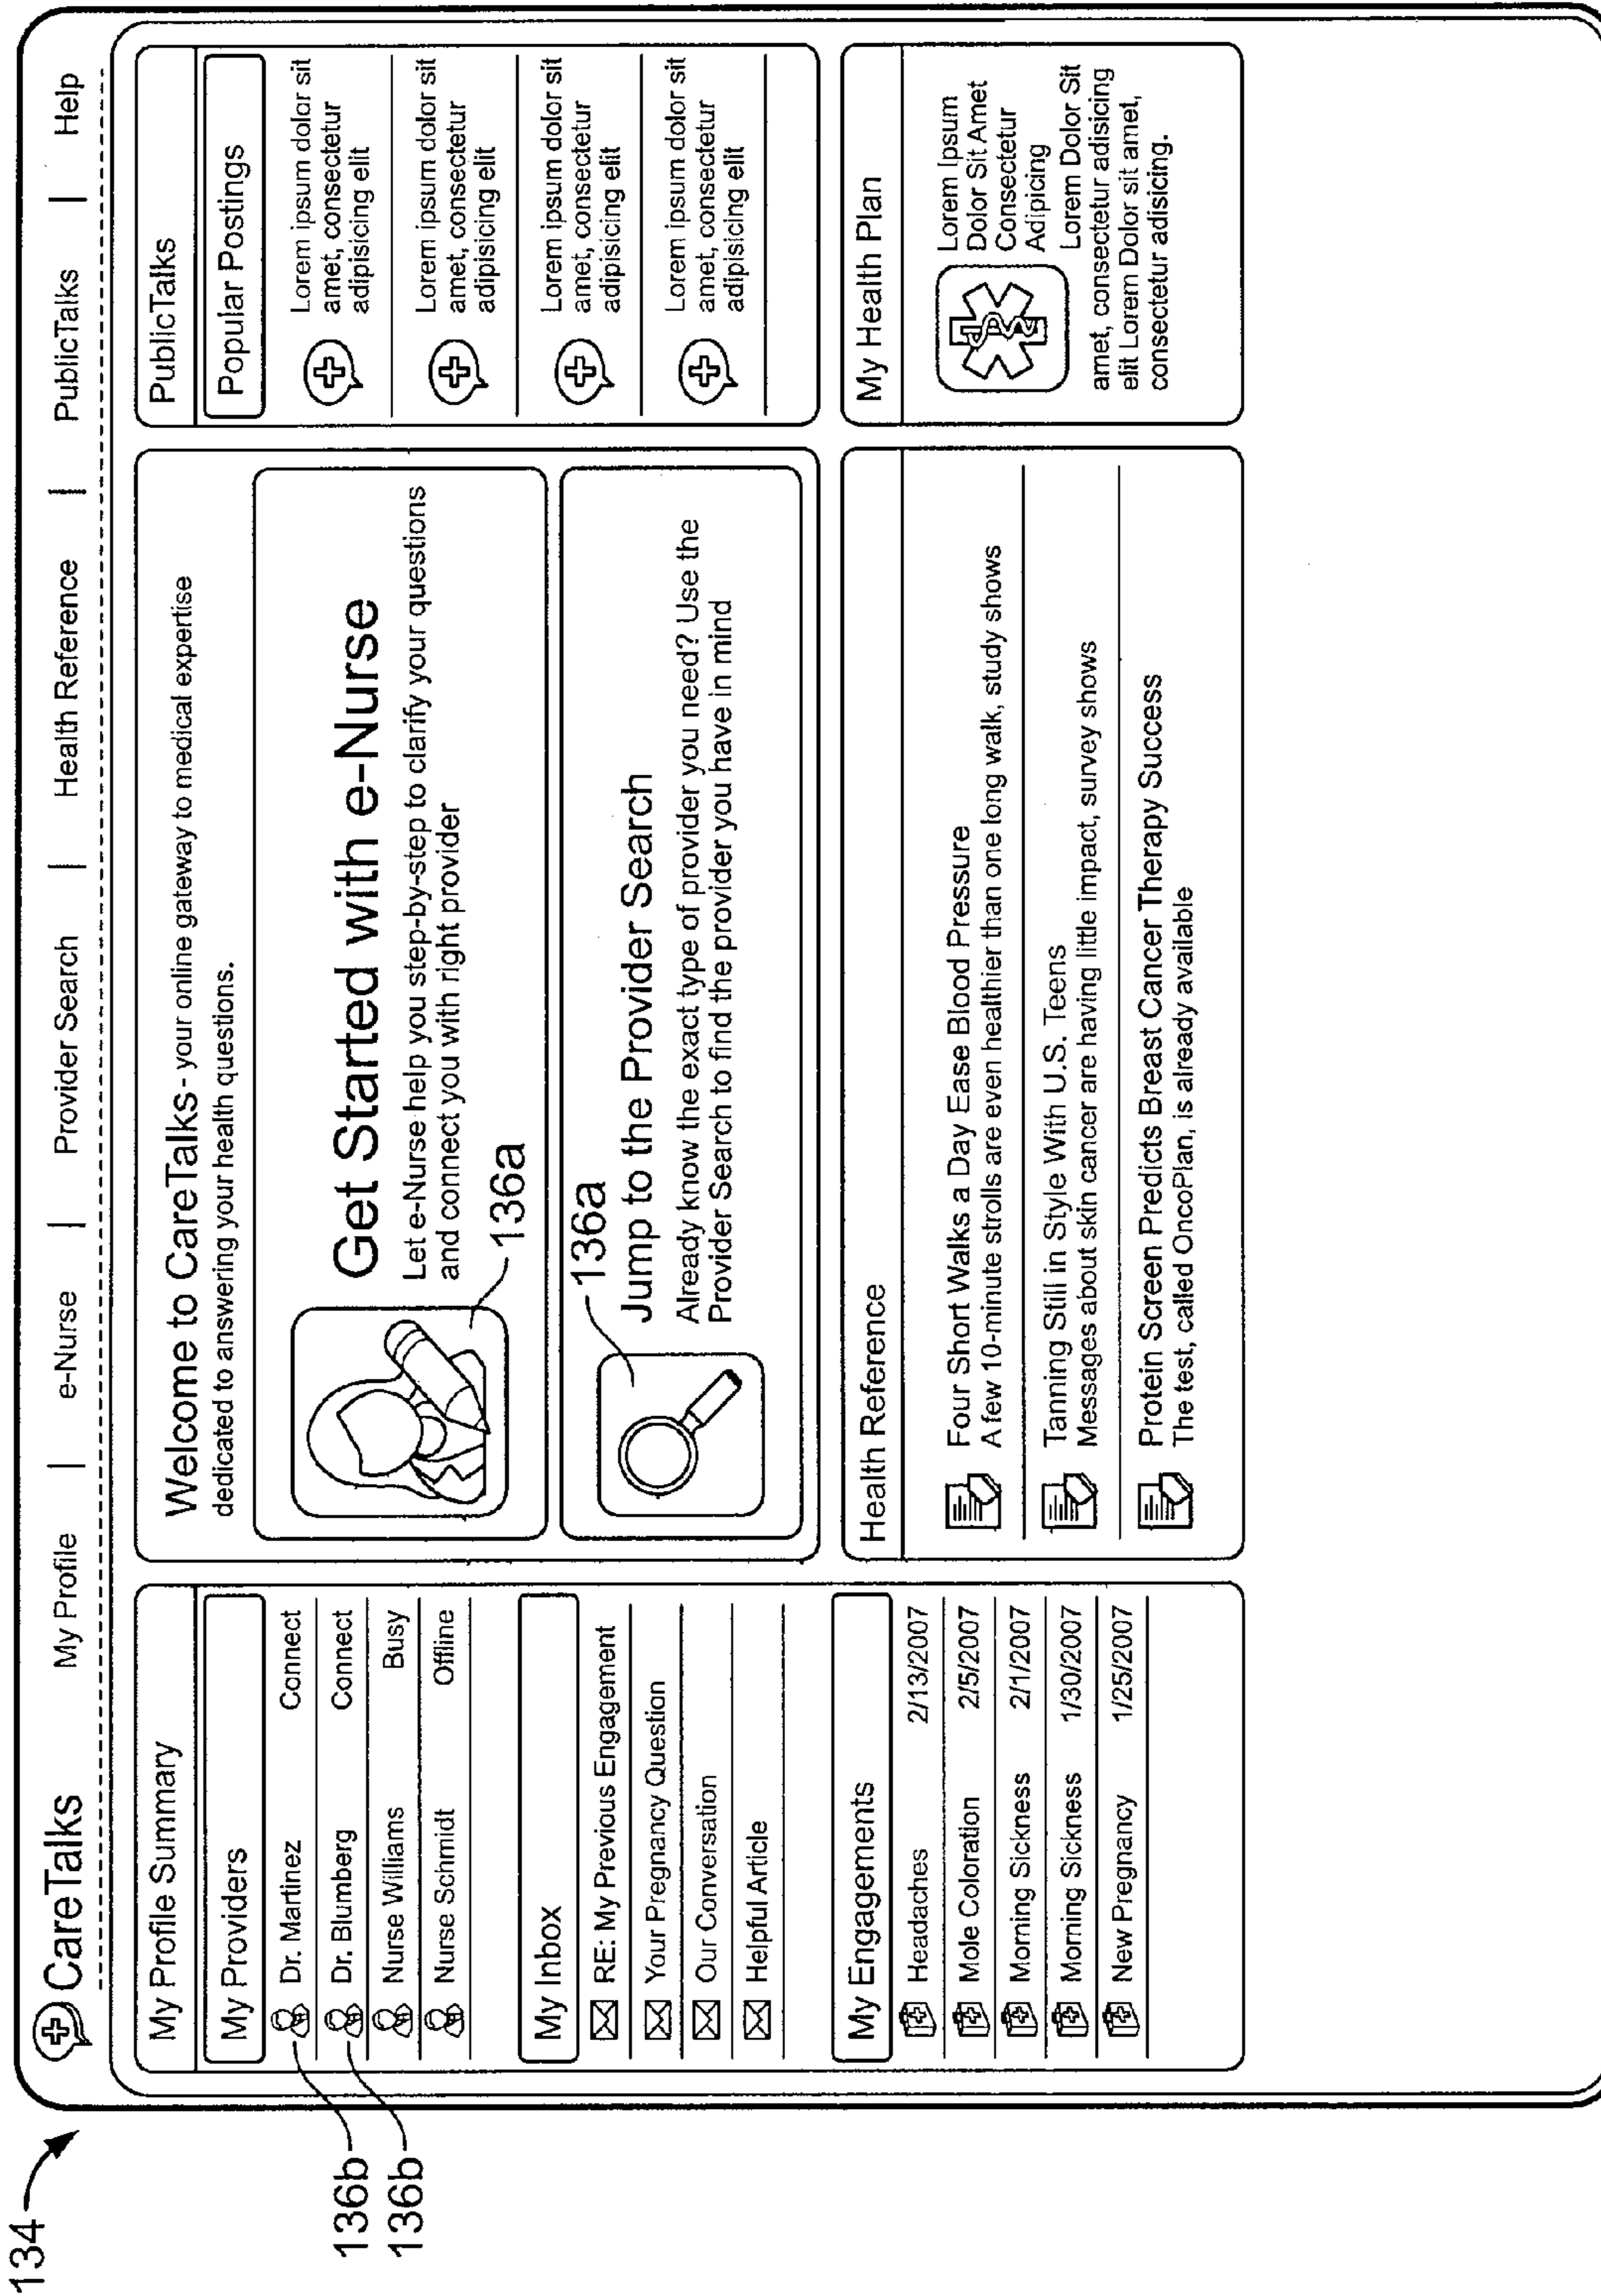 134
CareTalks
My Profile | e-Nurse | Provider Search | Health Reference | PublicTalks | Help
My Profile Summary
My Providers
Dr. Martinez Connect
Dr. Blumberg Connect
Nurse Williams Busy
Nurse Schmidt Offline
136b
136b
My Inbox
RE: My Previous Engagement
Your Pregnancy Question
Our Conversation
Helpful Article
My Engagements
Headaches 2/13/2007
Mole Coloration 2/5/2007
Morning Sickness 2/1/2007
Morning Sickness 1/30/2007
New Pregnancy 1/25/2007
Welcome to CareTalks - your online gateway to medical expertise
dedicated to answering your health questions.
Get Started with e-Nurse
Let e-Nurse help you step-by-step to clarify your questions
and connect you with right provider
136a
136a
Jump to the Provider Search
Already know the exact type of provider you need? Use the
Provider Search to find the provider you have in mind
Health Reference
Four Short Walks a Day Ease Blood Pressure
A few 10-minute strolls are even healthier than one long walk, study shows
Tanning Still in Style With U.S. Teens
Messages about skin cancer are having little impact, survey shows
Protein Screen Predicts Breast Cancer Therapy Success
The test, called OncoPlan, is already available
PublicTalks
Popular Postings
Lorem ipsum dolor sit
amet, consectetur
adipisicing elit
Lorem ipsum dolor sit
amet, consectetur
adipisicing elit
Lorem ipsum dolor sit
amet, consectetur
adipisicing elit
Lorem ipsum dolor sit
amet, consectetur
adipisicing elit
My Health Plan
Lorem Ipsum
Dolor Sit Amet
Consectetur
Adipicing
Lorem Dolor Sit
amet, consectetur adisicing
elit Lorem Dolor sit amet,
consectetur adisicing.